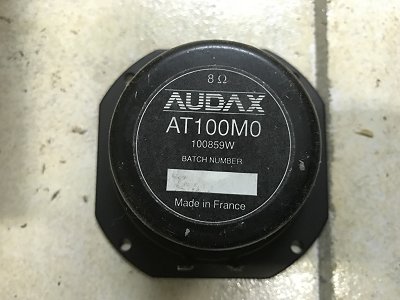 8 Ω
AUDAX
AT100M0
100859W
BATCH NUMBER
Made in France